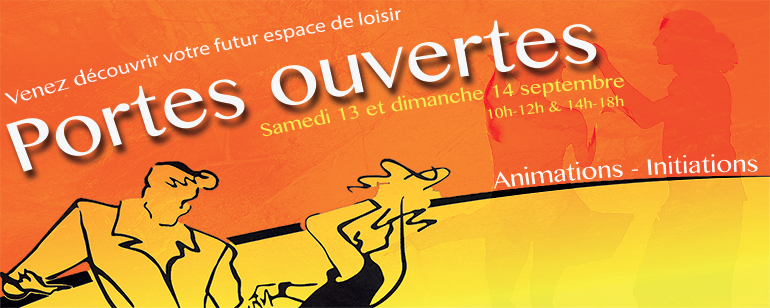 Venez découvrir votre futur espace de loisir
Portes ouvertes
Samedi 13 et dimanche 14 septembre
10h-12h & 14h-18h
Animations - Initiations